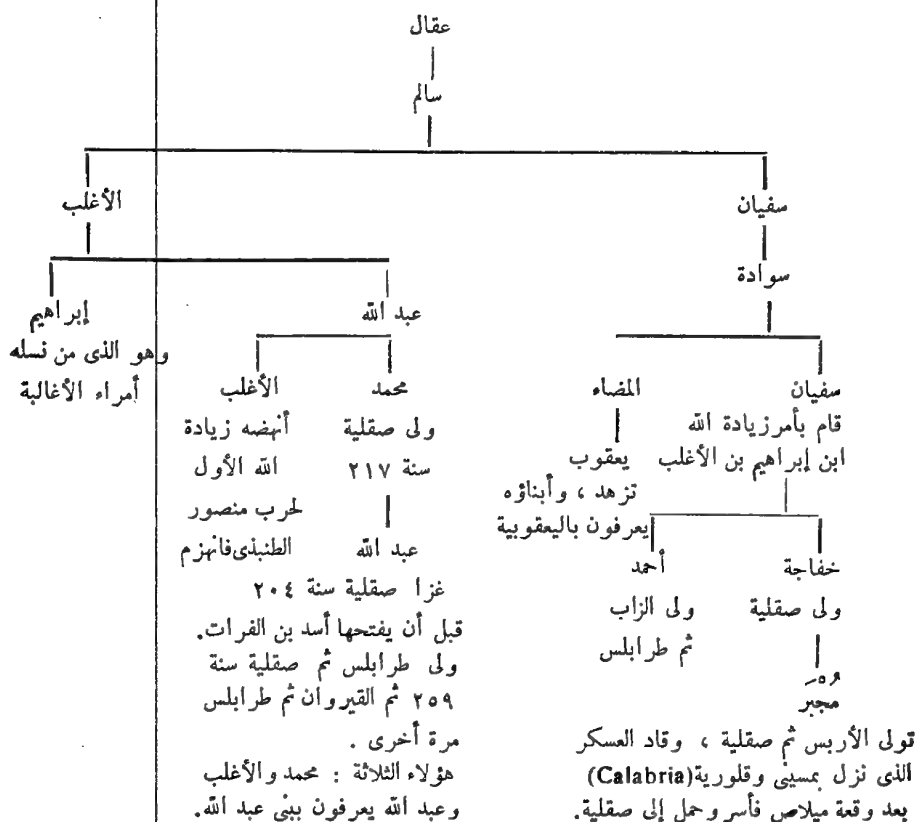 عقال
سالم
سفيان
الأغلب
سوادة
عبد الله
إبراهيم
وهو الذى من نسله
أمراء الأغالبة
سفيان
قام بأمر زيادة الله
ابن إبراهيم بن الأغلب
المضاء
يعقوب
تزهد ، وأبناؤه
يعرفون باليعقوبية
محمد
ولى صقلية
سنة ٢١٧
الأغلب
أنهضه زيادة
الله الأول
لحرب منصور
الطنبذى فانهزم
خفاجة
ولى صقلية
أحمد
ولى الزاب
ثم طرابلس
عبد الله
غزا صقلية سنة ٢٠٤
قبل أن يفتحها أسد بن الفرات.
ولى طرابلس ثم صقلية سنة
٢٥٩ ثم القيروان ثم طرابلس
مرة أخرى .
هؤلاء الثلاثة : محمد والأغلب
وعبد الله يعرفون ببنى عبد الله.
مُجْبَر
تولى الأربس ثم صقلية ، وقاد العسكر
الذى نزل بمسينى وقلورية (Calabria)
بعد وقعة ميلاص فأسر وحمل إلى صقلية.